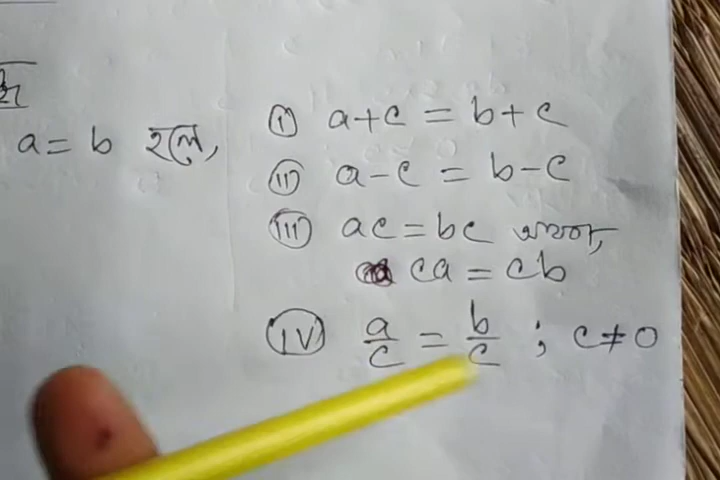 a = b হলে,
(i) a+c = b+c
(ii) a-c = b-c
(iii) ac = bc অথবা,
ca = cb
(iv) a/c = b/c ; c≠0